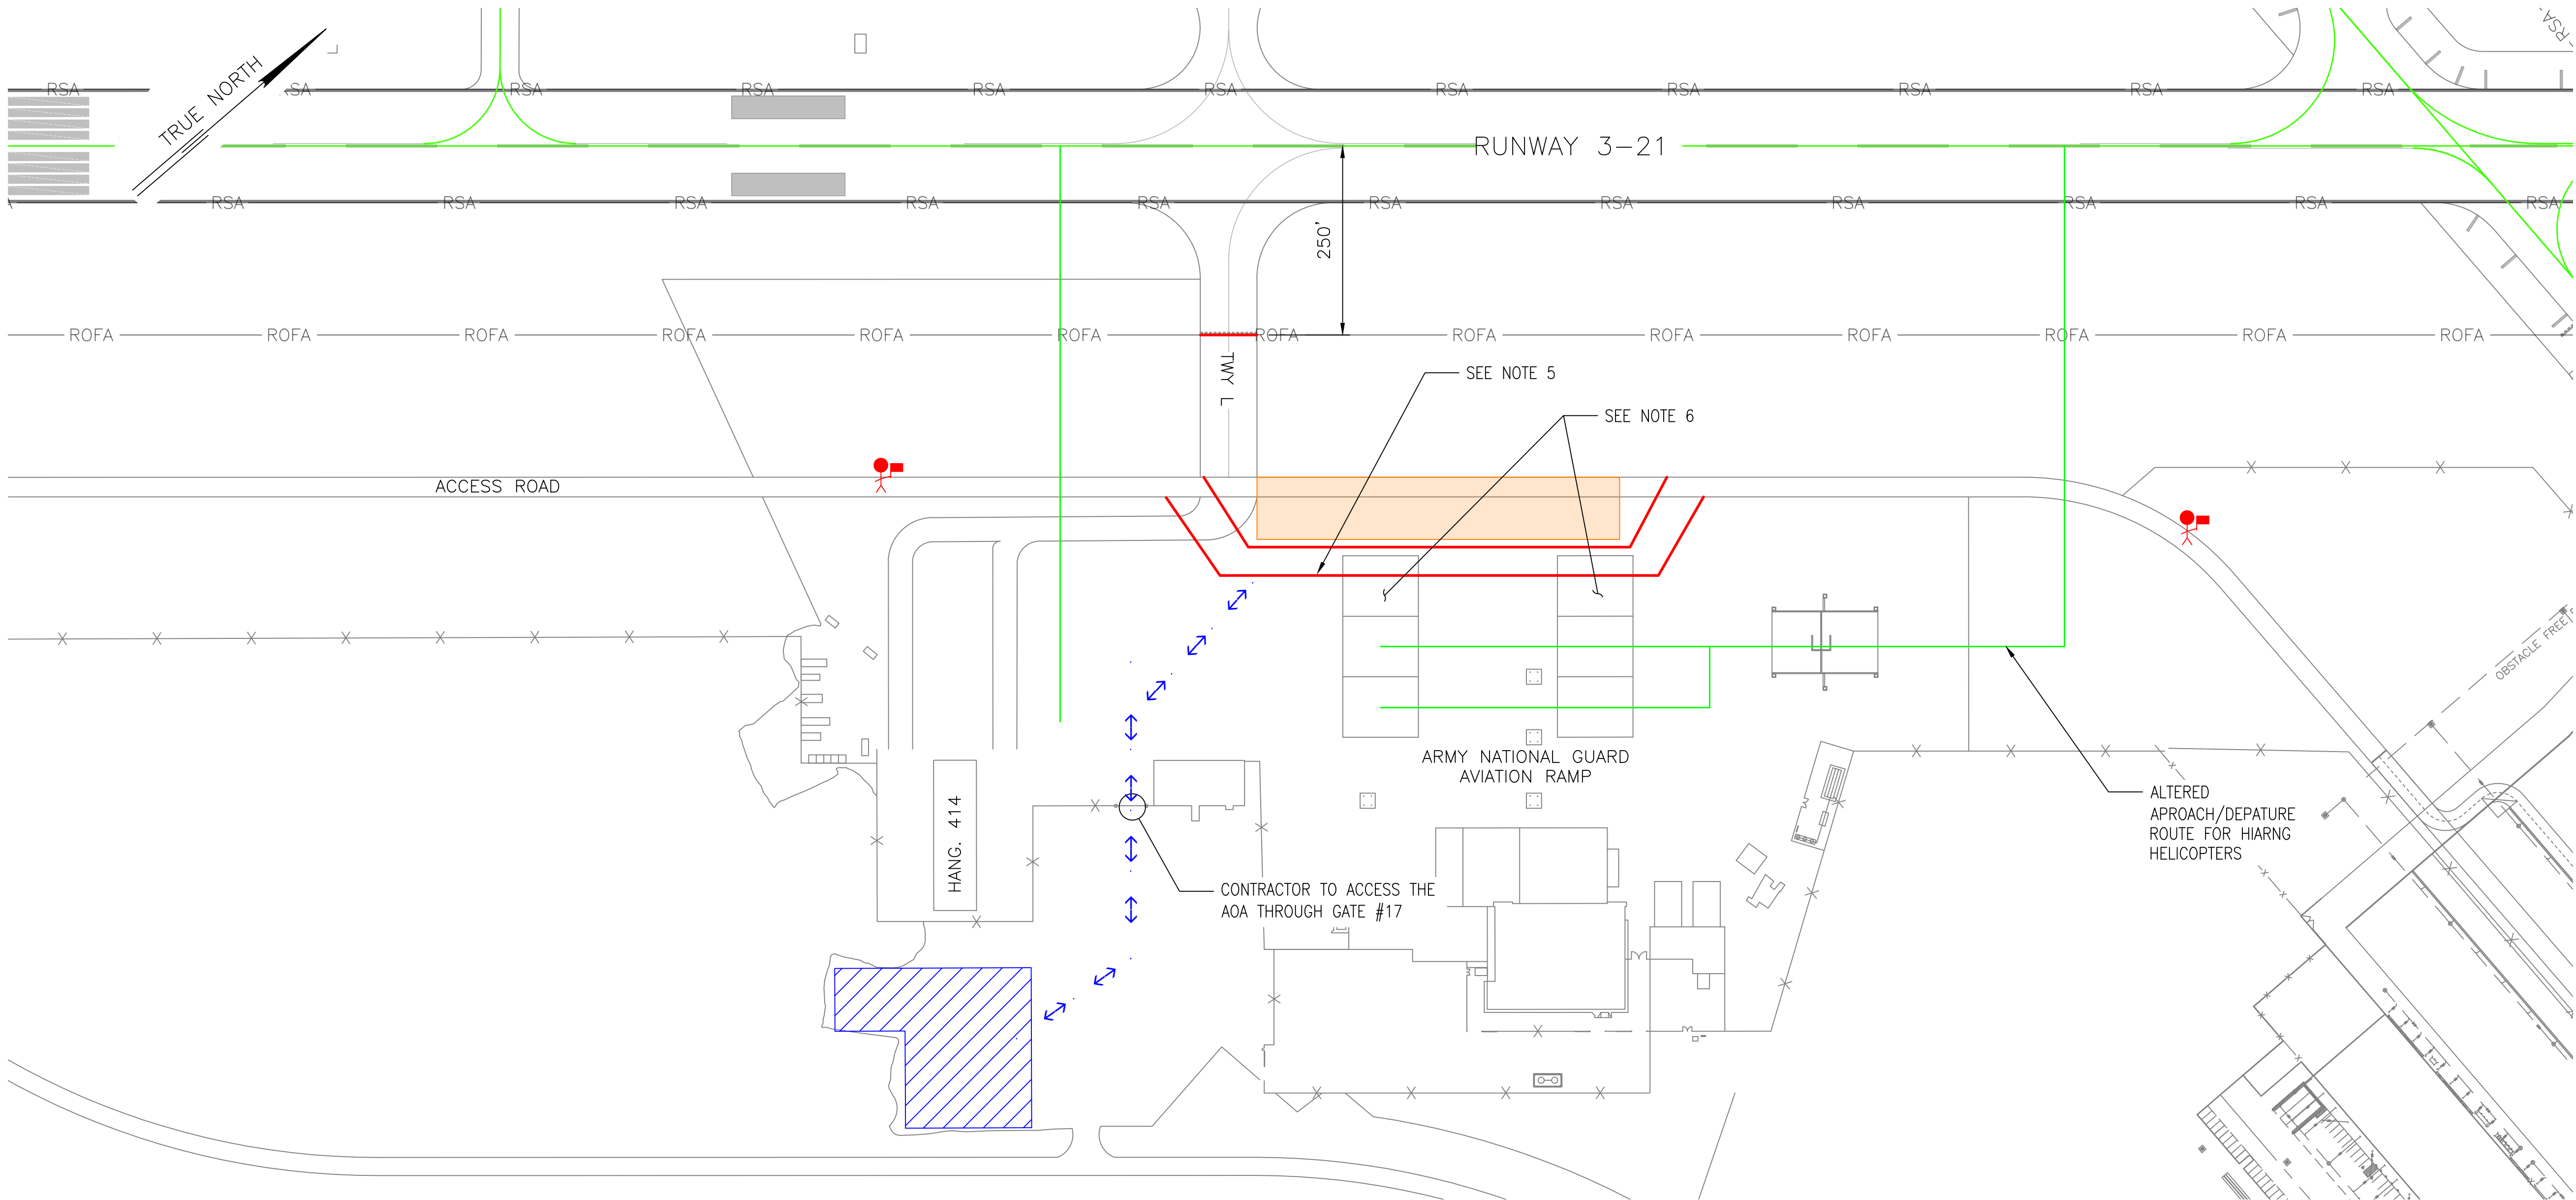 TRUE NORTH
-RSA-
RSA RSA RSA RSA RSA RSA RSA RSA RSA RSA RSA
RUNWAY 3-21
RSA RSA RSA RSA RSA RSA RSA RSA RSA RSA RSA
250'
ROFA ROFA ROFA ROFA ROFA ROFA ROFA ROFA ROFA ROFA ROFA ROFA ROFA
TWY L
SEE NOTE 5
SEE NOTE 6
ACCESS ROAD
OBSTACLE FREE
ARMY NATIONAL GUARD
AVIATION RAMP
ALTERED
APROACH/DEPATURE
ROUTE FOR HIARNG
HELICOPTERS
HANG. 414
CONTRACTOR TO ACCESS THE
AOA THROUGH GATE #17